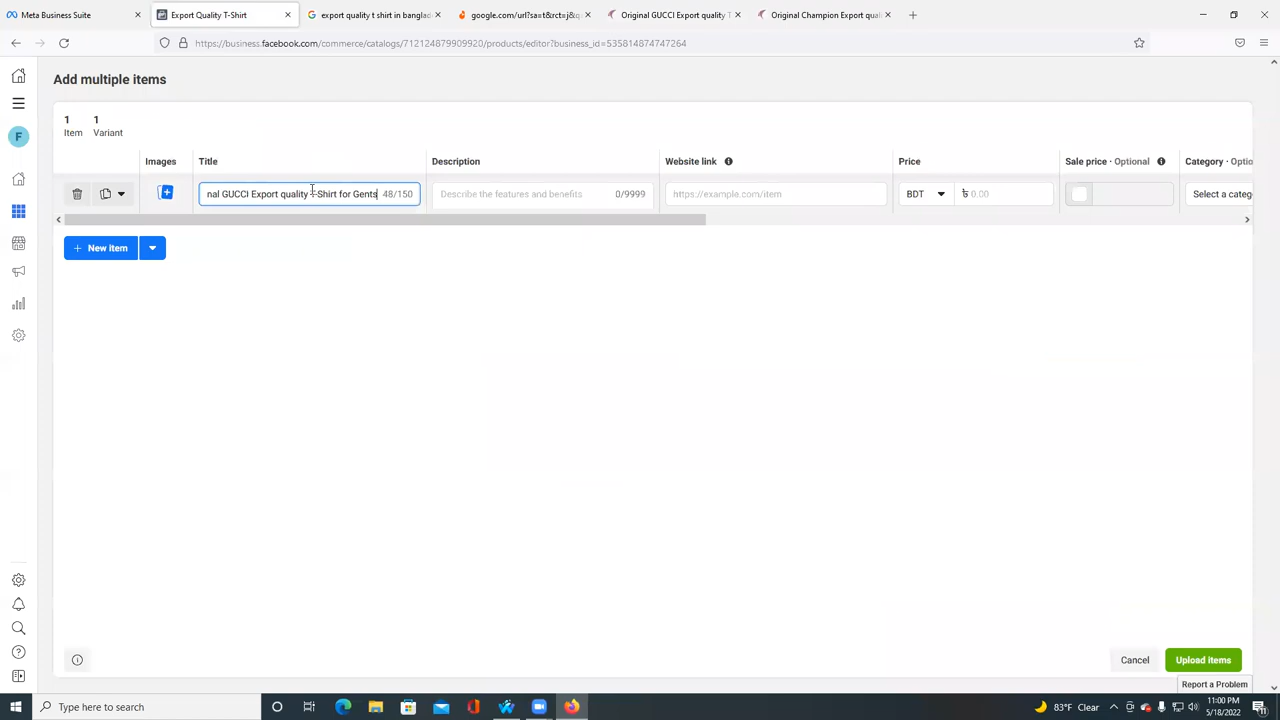 Meta Business Suite
Export Quality T-Shirt
export quality t shirt in banglad
google.com/url?sa=t&rct=j&q
Original GUCCI Export quality T
Original Champion Export quali
https://business.facebook.com/commerce/catalogs/712124879909920/products/editor?business_id=535814874747264
Add multiple items
1 1
Item Variant
F
Images Title Description Website link Price Sale price · Optional Category · Optio
nal GUCCI Export quality T-Shirt for Gents 48/150 Describe the features and benefits 0/9999 https://example.com/item BDT ৳ 0.00 Select a categ
+ New item
Cancel Upload items
Report a Problem
Type here to search
83°F Clear
11:00 PM
5/18/2022